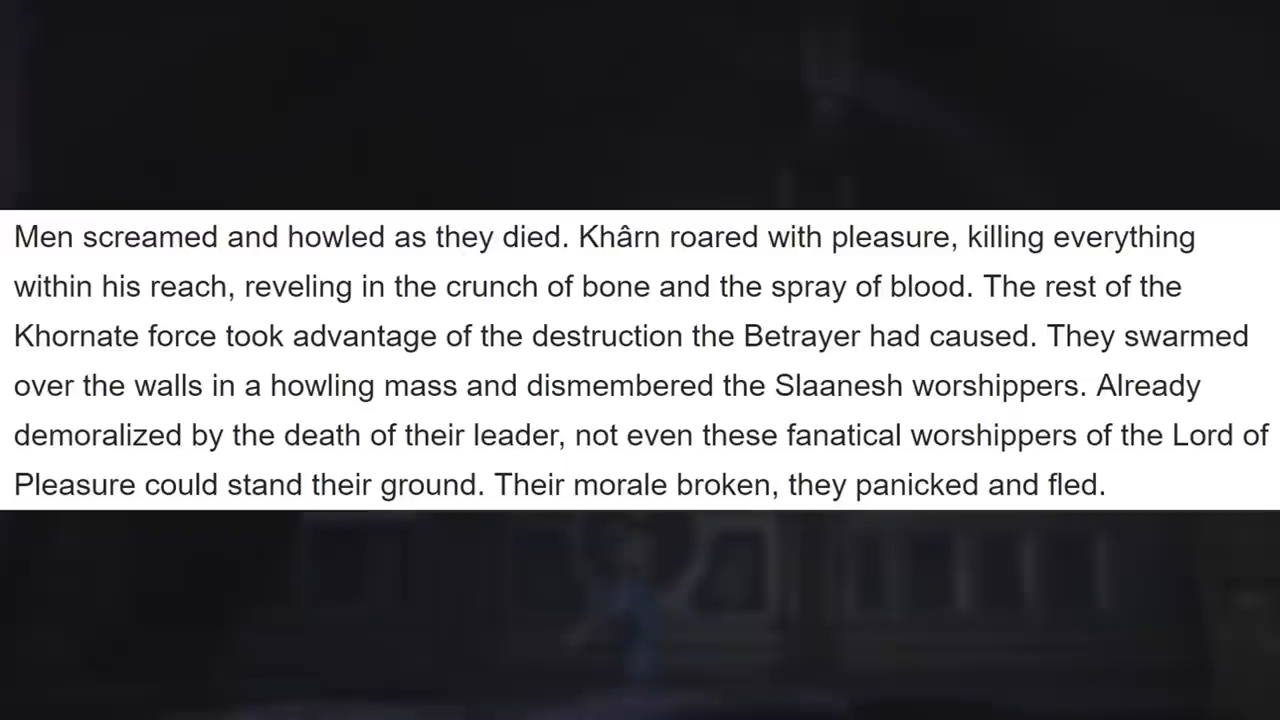 Men screamed and howled as they died. Khârn roared with pleasure, killing everything
within his reach, reveling in the crunch of bone and the spray of blood. The rest of the
Khornate force took advantage of the destruction the Betrayer had caused. They swarmed
over the walls in a howling mass and dismembered the Slaanesh worshippers. Already
demoralized by the death of their leader, not even these fanatical worshippers of the Lord of
Pleasure could stand their ground. Their morale broken, they panicked and fled.